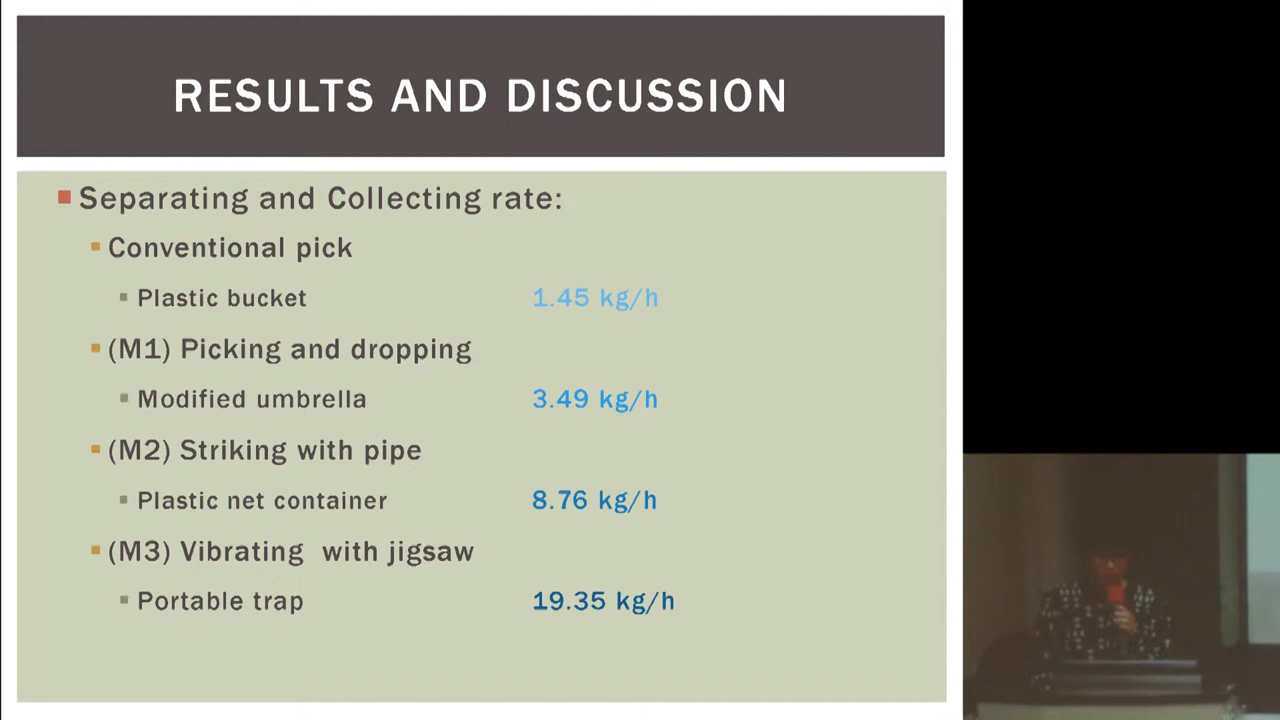 RESULTS AND DISCUSSION
Separating and Collecting rate:
Conventional pick
Plastic bucket 1.45 kg/h
(M1) Picking and dropping
Modified umbrella 3.49 kg/h
(M2) Striking with pipe
Plastic net container 8.76 kg/h
(M3) Vibrating with jigsaw
Portable trap 19.35 kg/h